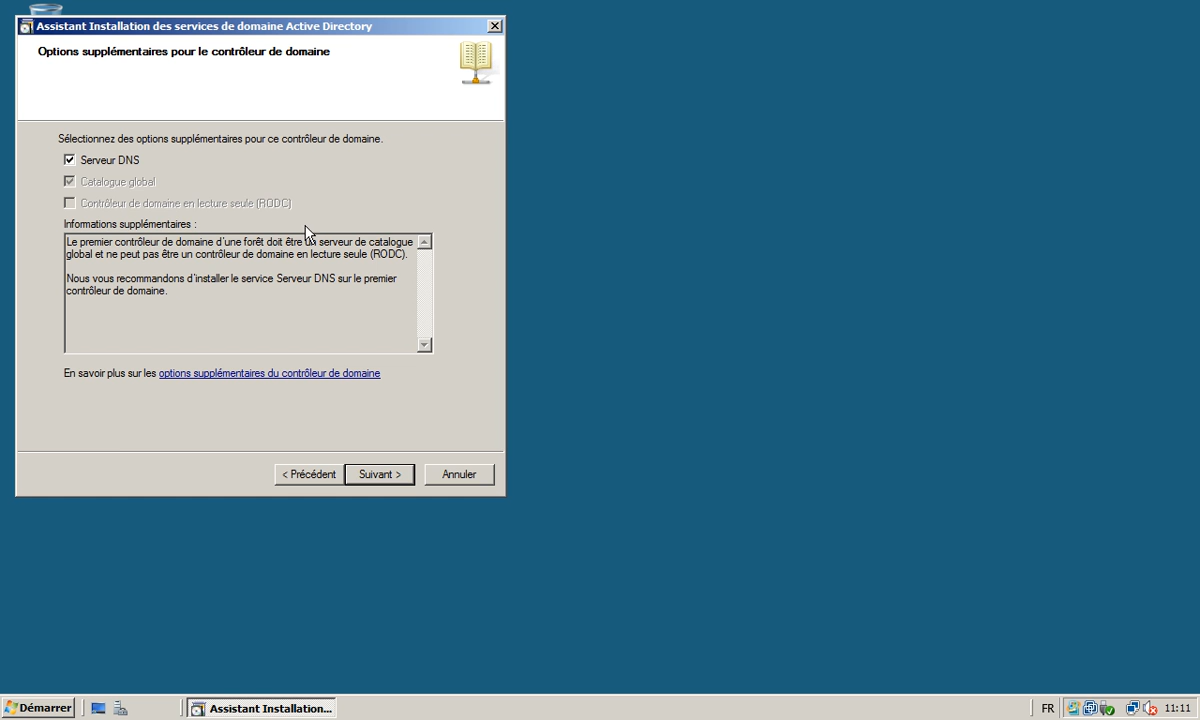 Assistant Installation des services de domaine Active Directory
Options supplémentaires pour le contrôleur de domaine
Sélectionnez des options supplémentaires pour ce contrôleur de domaine.
Serveur DNS
Catalogue global
Contrôleur de domaine en lecture seule (RODC)
Informations supplémentaires :
Le premier contrôleur de domaine d'une forêt doit être un serveur de catalogue
global et ne peut pas être un contrôleur de domaine en lecture seule (RODC).
Nous vous recommandons d'installer le service Serveur DNS sur le premier
contrôleur de domaine.
En savoir plus sur les options supplémentaires du contrôleur de domaine
< Précédent Suivant > Annuler
Démarrer Assistant Installation... FR 11:11